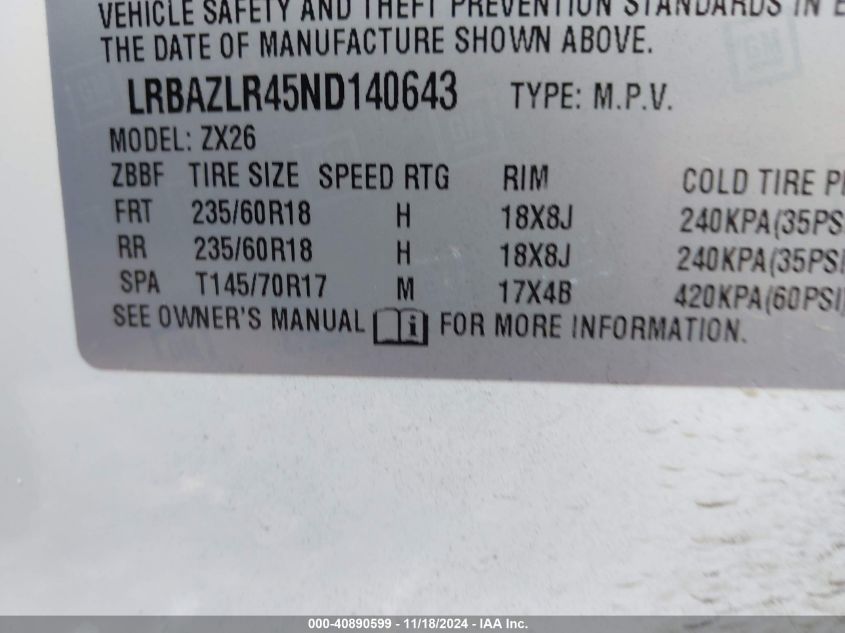 VEHICLE SAFETY AND THEFT PREVENTION STANDARDS IN E
THE DATE OF MANUFACTURE SHOWN ABOVE.
LRBAZLR45ND140643 TYPE: M.P.V.
MODEL: ZX26
ZBBF TIRE SIZE SPEED RTG RIM COLD TIRE P
FRT 235/60R18 H 18X8J 240KPA(35PS
RR 235/60R18 H 18X8J 240KPA(35PSI
SPA T145/70R17 M 17X4B 420KPA(60PSI)
SEE OWNER'S MANUAL i FOR MORE INFORMATION.
000-40890599 - 11/18/2024 - IAA Inc.